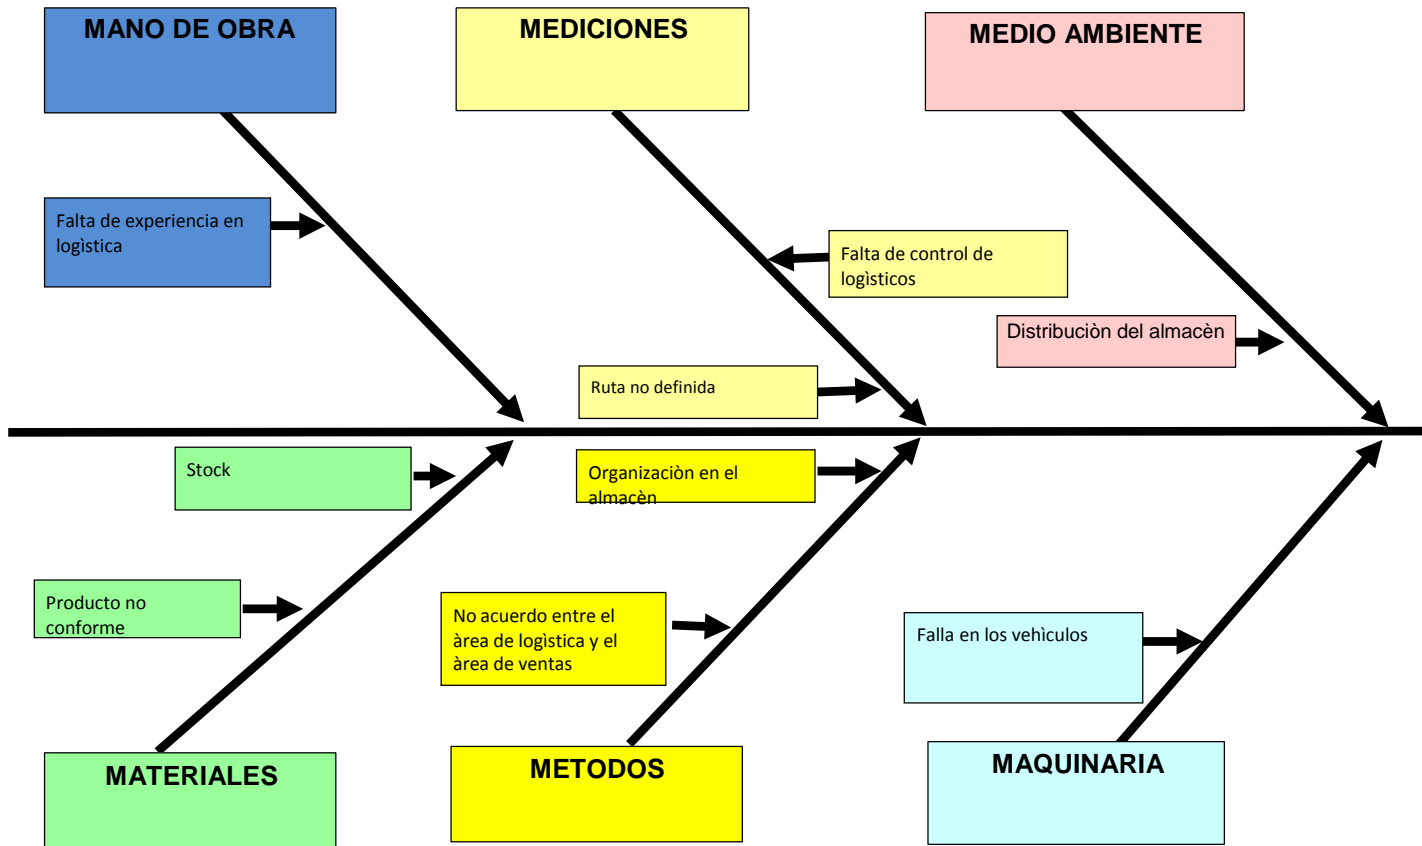 MANO DE OBRA
MEDICIONES
MEDIO AMBIENTE
Falta de experiencia en
logìstica
Falta de control de
logìsticos
Distribuciòn del almacèn
Ruta no definida
Stock
Organizaciòn en el
almacèn
Producto no
conforme
No acuerdo entre el
àrea de logìstica y el
àrea de ventas
Falla en los vehìculos
MATERIALES
METODOS
MAQUINARIA